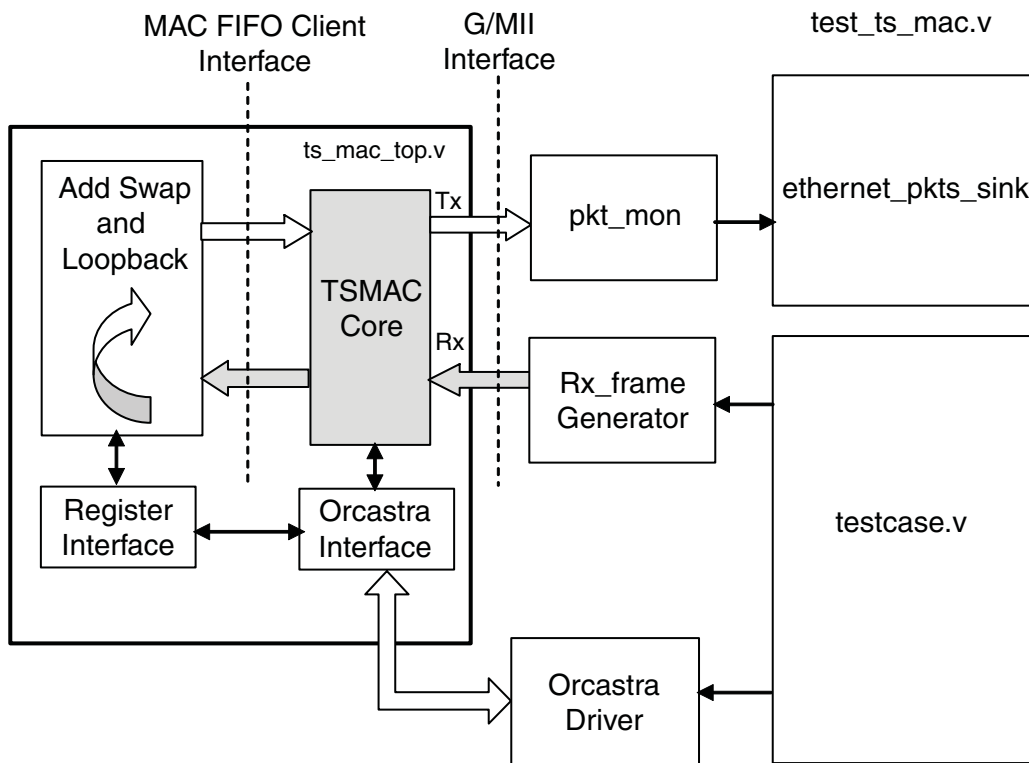 MAC FIFO Client
Interface
G/MII
Interface
test_ts_mac.v
ts_mac_top.v
Add Swap
and
Loopback
Tx
TSMAC
Core
Rx
pkt_mon
ethernet_pkts_sink
Rx_frame
Generator
Register
Interface
Orcastra
Interface
testcase.v
Orcastra
Driver